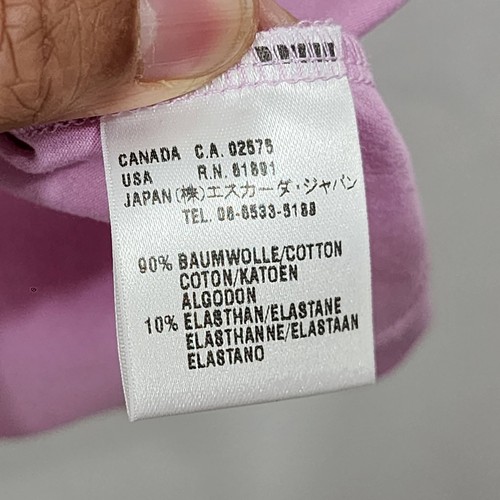 CANADA C.A. 02575
USA R.N. 61891
JAPAN (株)エスカーダ・ジャパン
TEL. 06-6533-5188
90% BAUMWOLLE/COTTON
COTON/KATOEN
ALGODON
10% ELASTHAN/ELASTANE
ELASTHANNE/ELASTAAN
ELASTANO